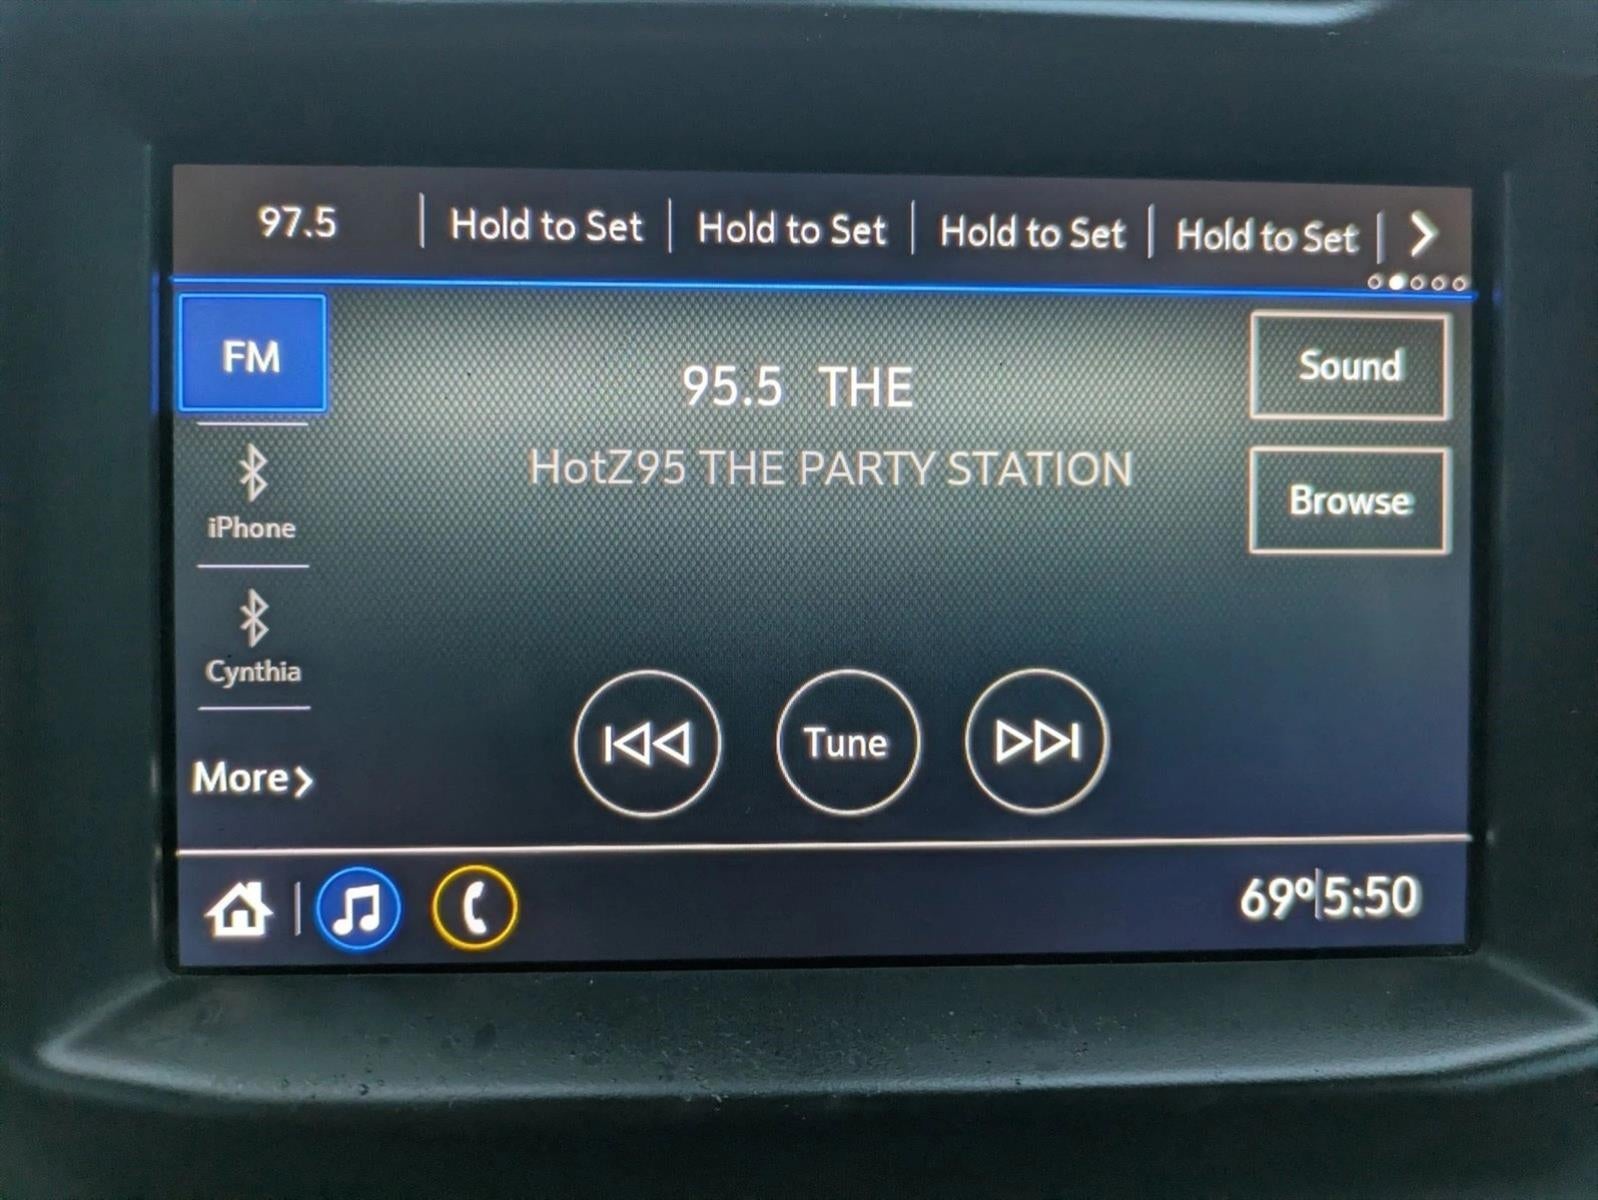 97.5 | Hold to Set | Hold to Set | Hold to Set | Hold to Set |
FM
95.5 THE
Sound
HotZ95 THE PARTY STATION
Browse
iPhone
Cynthia
Tune
More
69º|5:50